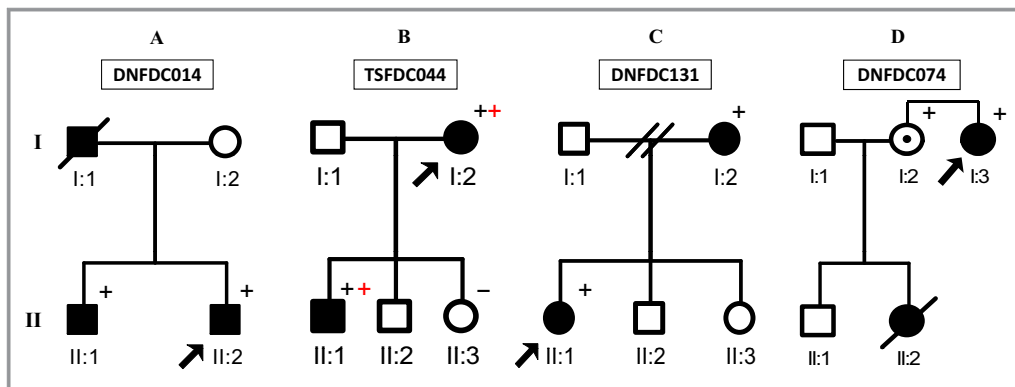 A B C D
DNFDC014 TSFDC044 DNFDC131 DNFDC074
+ + + + +
I
I:1 I:2 I:1 I:2 I:1 I:2 I:1 I:2 I:3
+ + + + − +
II
II:1 II:2 II:1 II:2 II:3 II:1 II:2 II:3 II:1 II:2